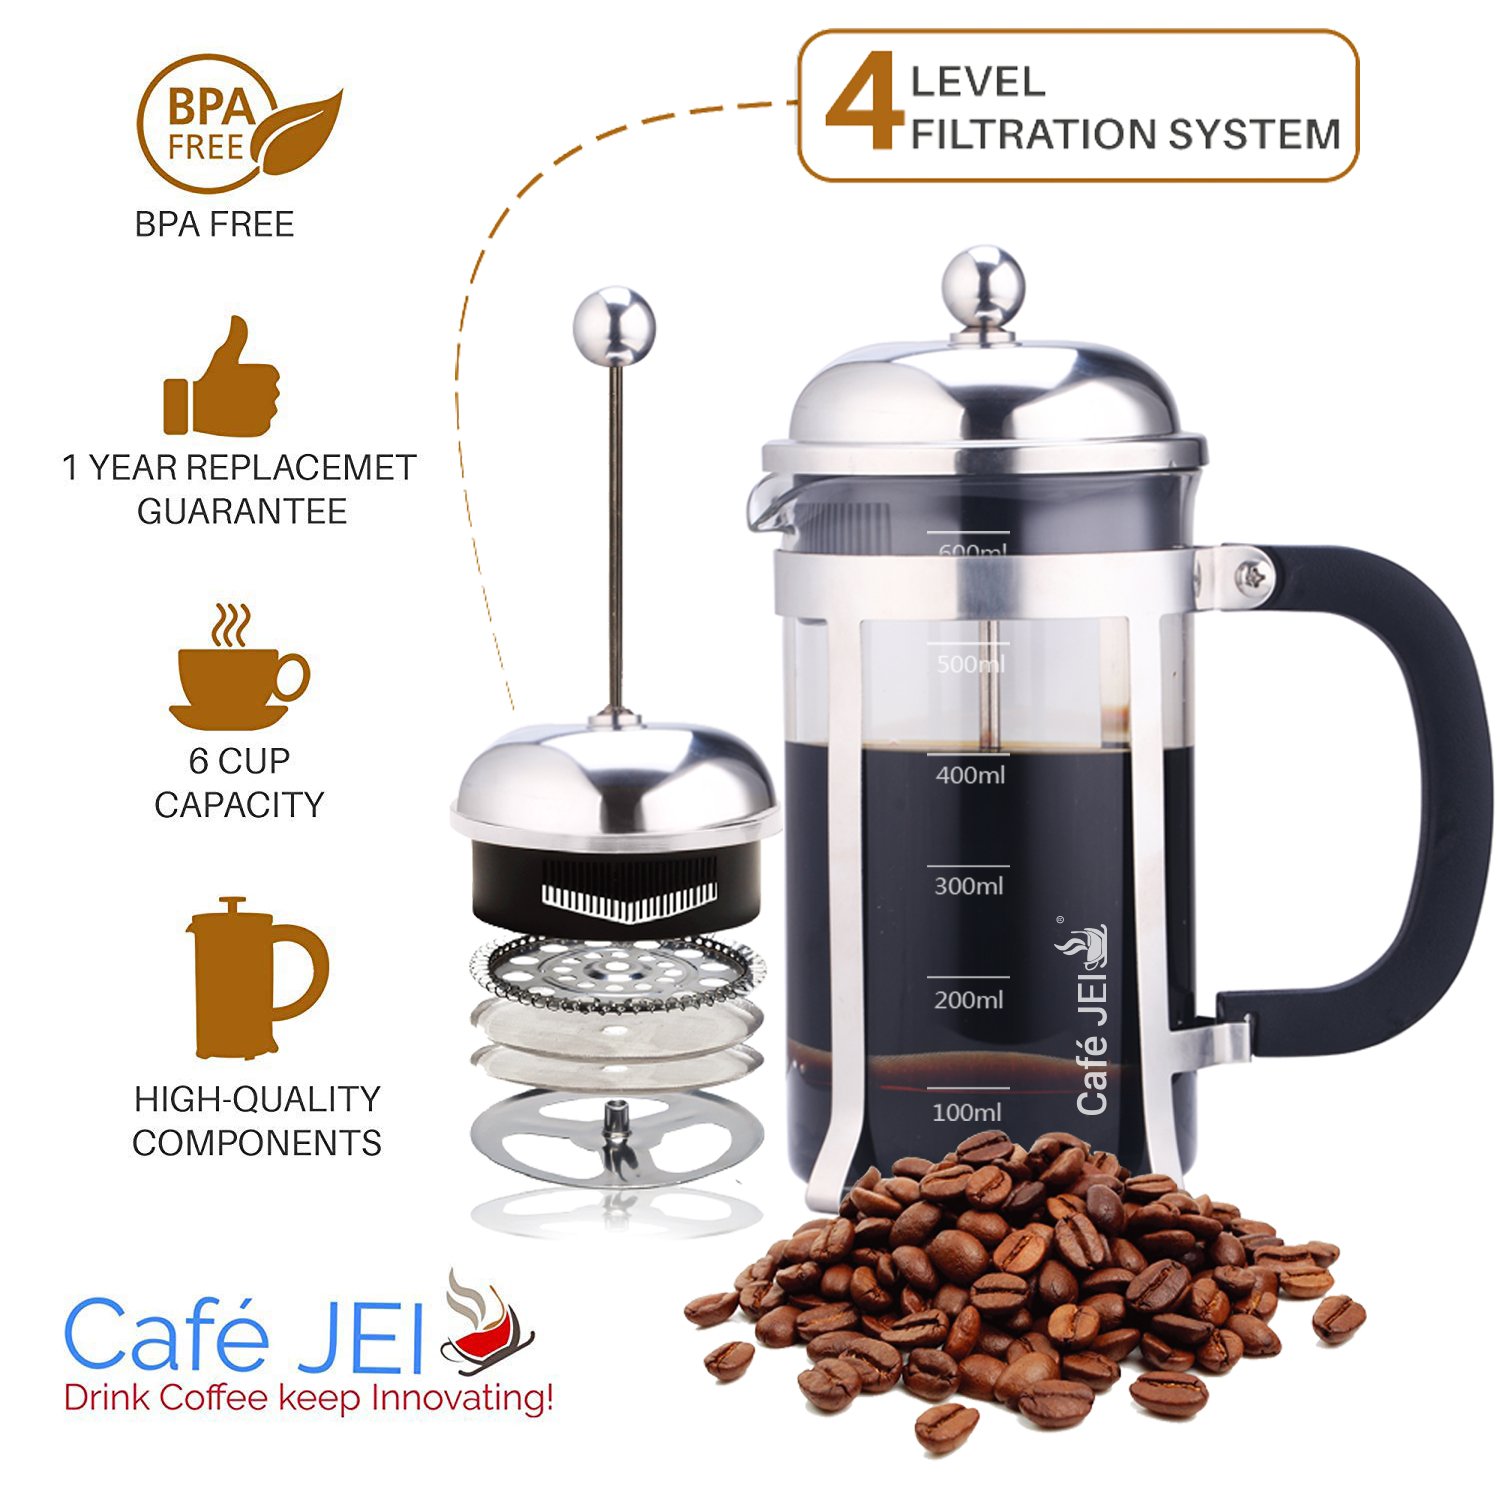 BPA
FREE
BPA FREE
4 LEVEL
FILTRATION SYSTEM
1 YEAR REPLACEMET
GUARANTEE
6 CUP
CAPACITY
HIGH-QUALITY
COMPONENTS
600ml
500ml
400ml
300ml
200ml
100ml
©
Café JEI
Café JEI
Drink Coffee keep Innovating!